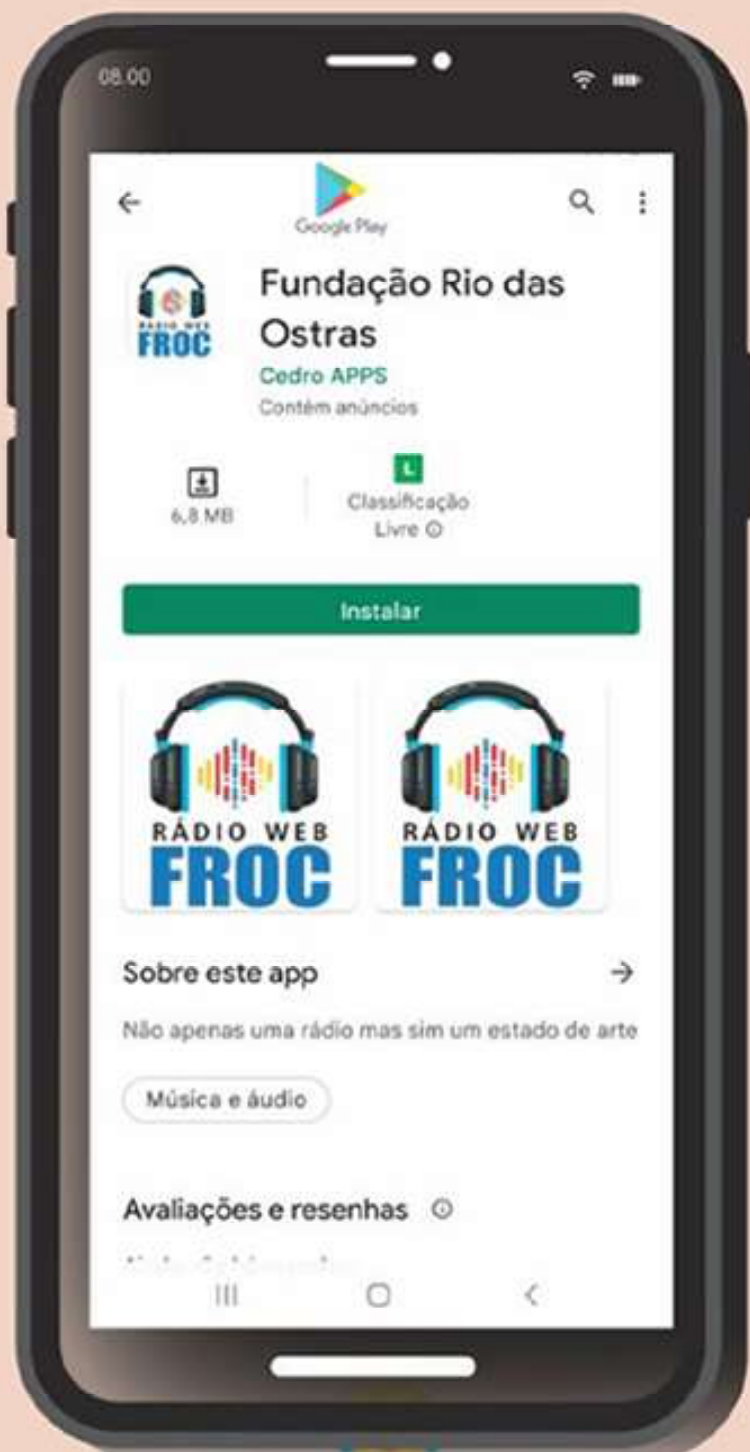 08.00
Google Play
Fundação Rio das
Ostras
RÁDIO WEB
FROC
Cedro APPS
Contém anúncios
6,8 MB
L
Classificação
Livre
Instalar
RÁDIO WEB
FROC
RÁDIO WEB
FROC
Sobre este app
Não apenas uma rádio mas sim um estado de arte
Música e áudio
Avaliações e resenhas